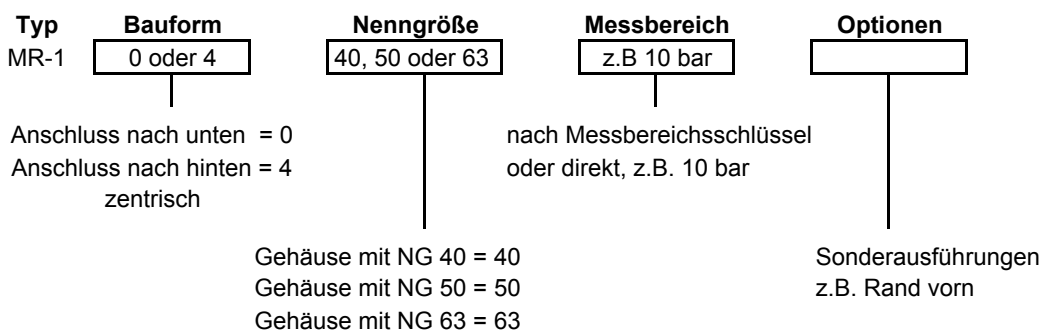 Typ Bauform Nenngröße Messbereich Optionen
MR-1 0 oder 4 40, 50 oder 63 z.B 10 bar
Anschluss nach unten = 0 nach Messbereichsschlüssel
Anschluss nach hinten = 4 oder direkt, z.B. 10 bar
zentrisch
Gehäuse mit NG 40 = 40 Sonderausführungen
Gehäuse mit NG 50 = 50 z.B. Rand vorn
Gehäuse mit NG 63 = 63